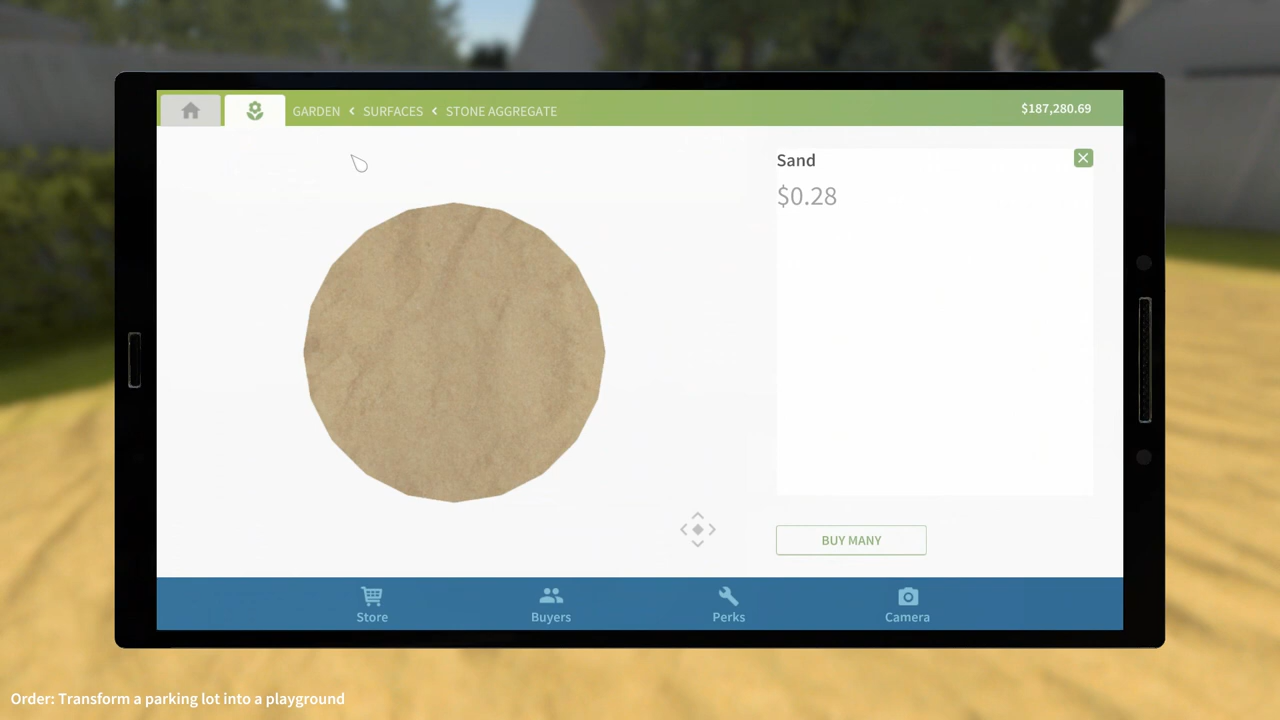 GARDEN < SURFACES < STONE AGGREGATE
$187,280.69
Sand
$0.28
BUY MANY
Store
Buyers
Perks
Camera
Order: Transform a parking lot into a playground